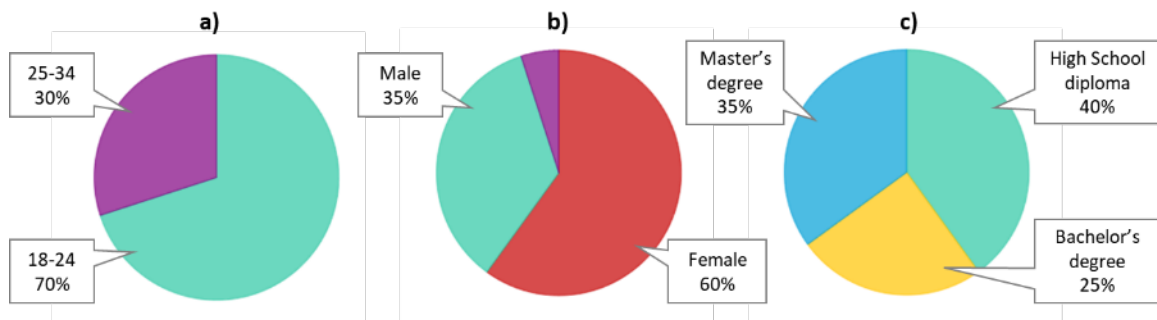 a)
25-34
30%
18-24
70%
b)
Male
35%
Female
60%
c)
Master's
degree
35%
High School
diploma
40%
Bachelor's
degree
25%